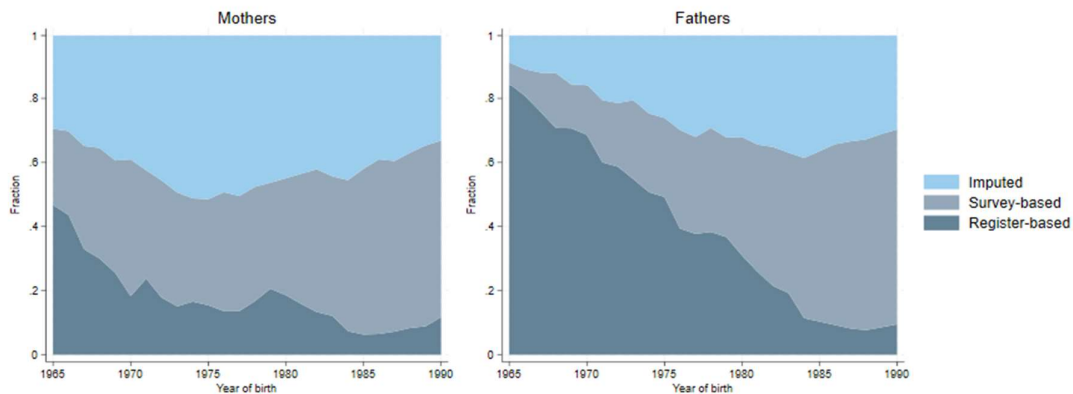 Mothers
Fathers
1
.8
.6
.4
.2
0
Fraction
1965
1970
1975
1980
1985
1990
Year of birth
1
.8
.6
.4
.2
0
Fraction
1965
1970
1975
1980
1985
1990
Year of birth
Imputed
Survey-based
Register-based